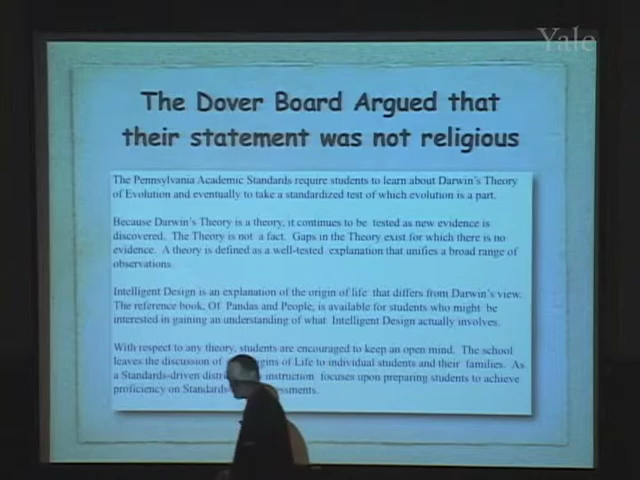 Yale
The Dover Board Argued that
their statement was not religious
The Pennsylvania Academic Standards require students to learn about Darwin's Theory
of Evolution and eventually to take a standardized test of which evolution is a part.
Because Darwin's Theory is a theory, it continues to be tested as new evidence is
discovered. The Theory is not a fact. Gaps in the Theory exist for which there is no
evidence. A theory is defined as a well-tested explanation that unifies a broad range of
observations.
Intelligent Design is an explanation of the origin of life that differs from Darwin's view.
The reference book, Of Pandas and People, is available for students who might be
interested in gaining an understanding of what Intelligent Design actually involves.
With respect to any theory, students are encouraged to keep an open mind. The school
leaves the discussion of of Life to individual students and their families. As
a Standards-driven instruction focuses upon preparing students to achieve
proficiency on Standards